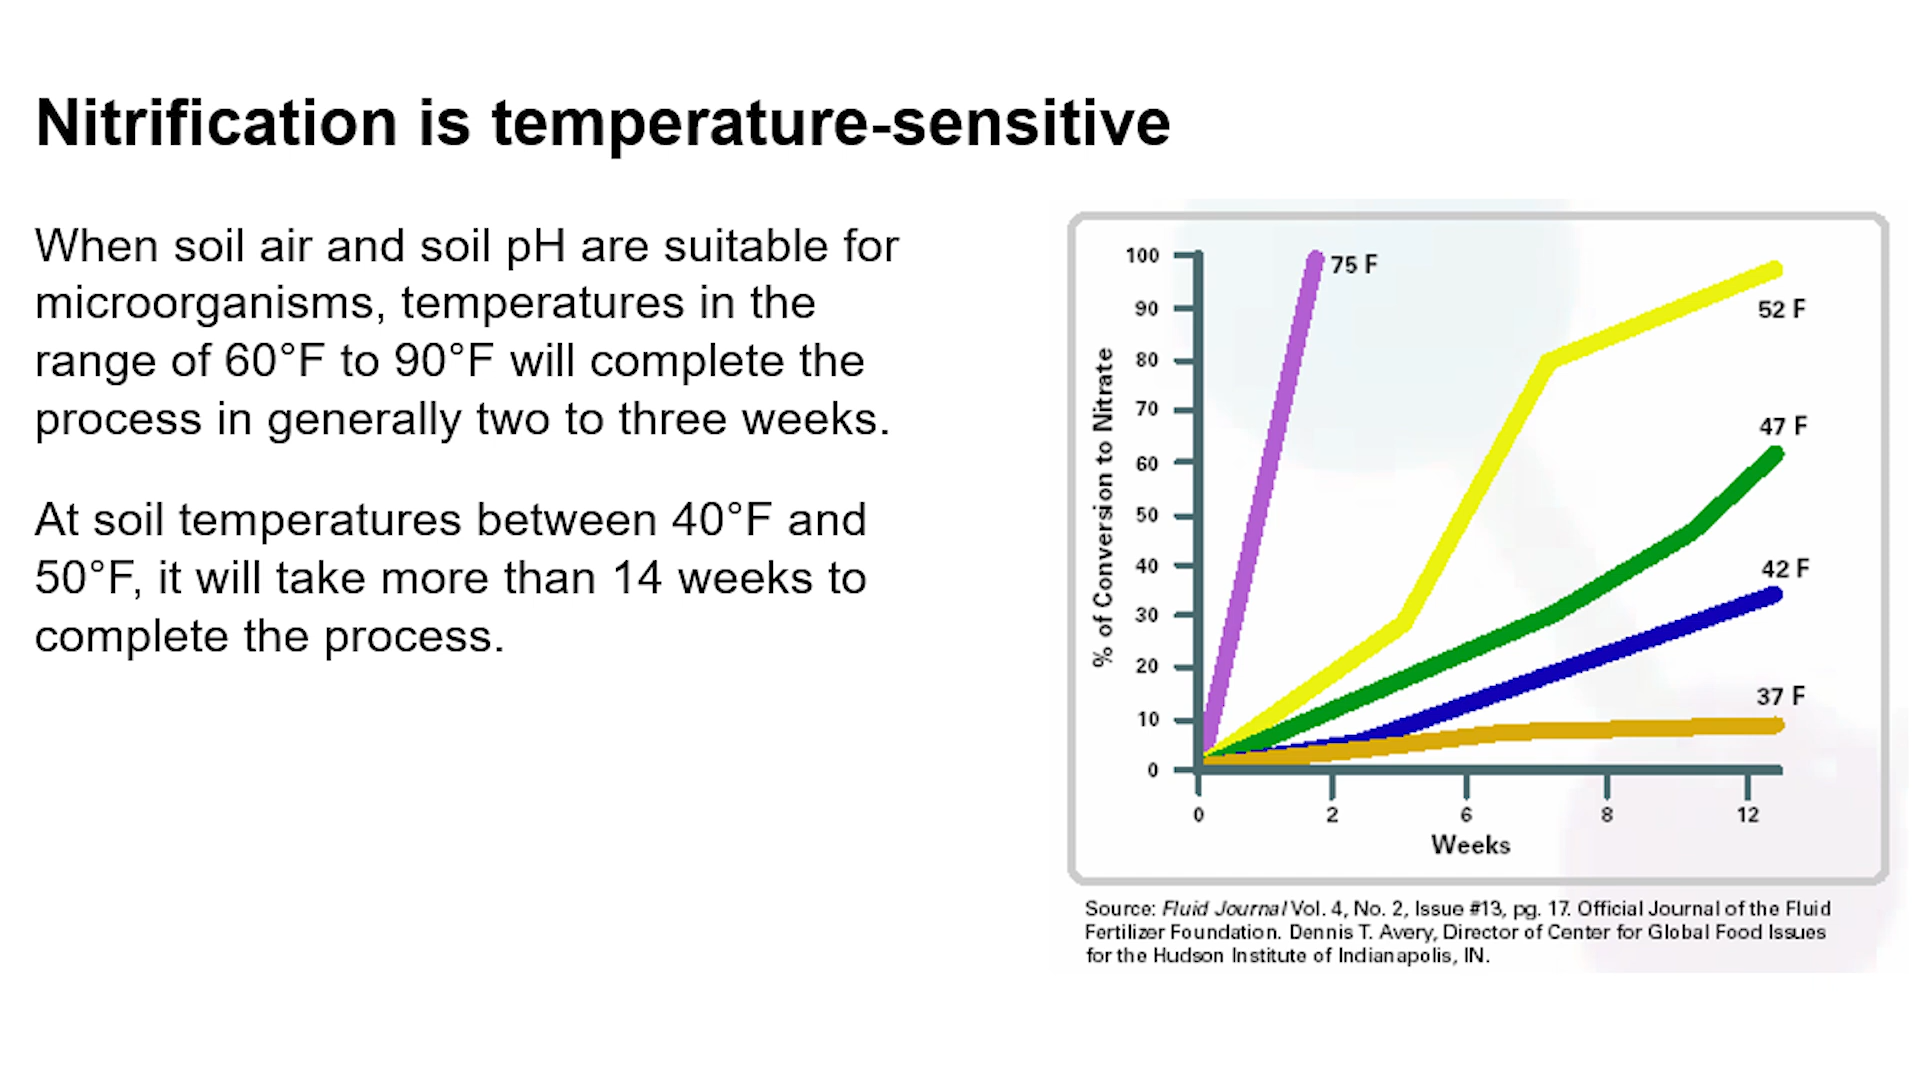 Nitrification is temperature-sensitive
When soil air and soil pH are suitable for
microorganisms, temperatures in the
range of 60°F to 90°F will complete the
process in generally two to three weeks.
At soil temperatures between 40°F and
50°F, it will take more than 14 weeks to
complete the process.
% of Conversion to Nitrate
100
90
80
70
60
50
40
30
20
10
0
75 F
52 F
47 F
42 F
37 F
0 2 6 8 12
Weeks
Source: Fluid Journal Vol. 4, No. 2, Issue #13, pg. 17. Official Journal of the Fluid
Fertilizer Foundation. Dennis T. Avery, Director of Center for Global Food Issues
for the Hudson Institute of Indianapolis, IN.